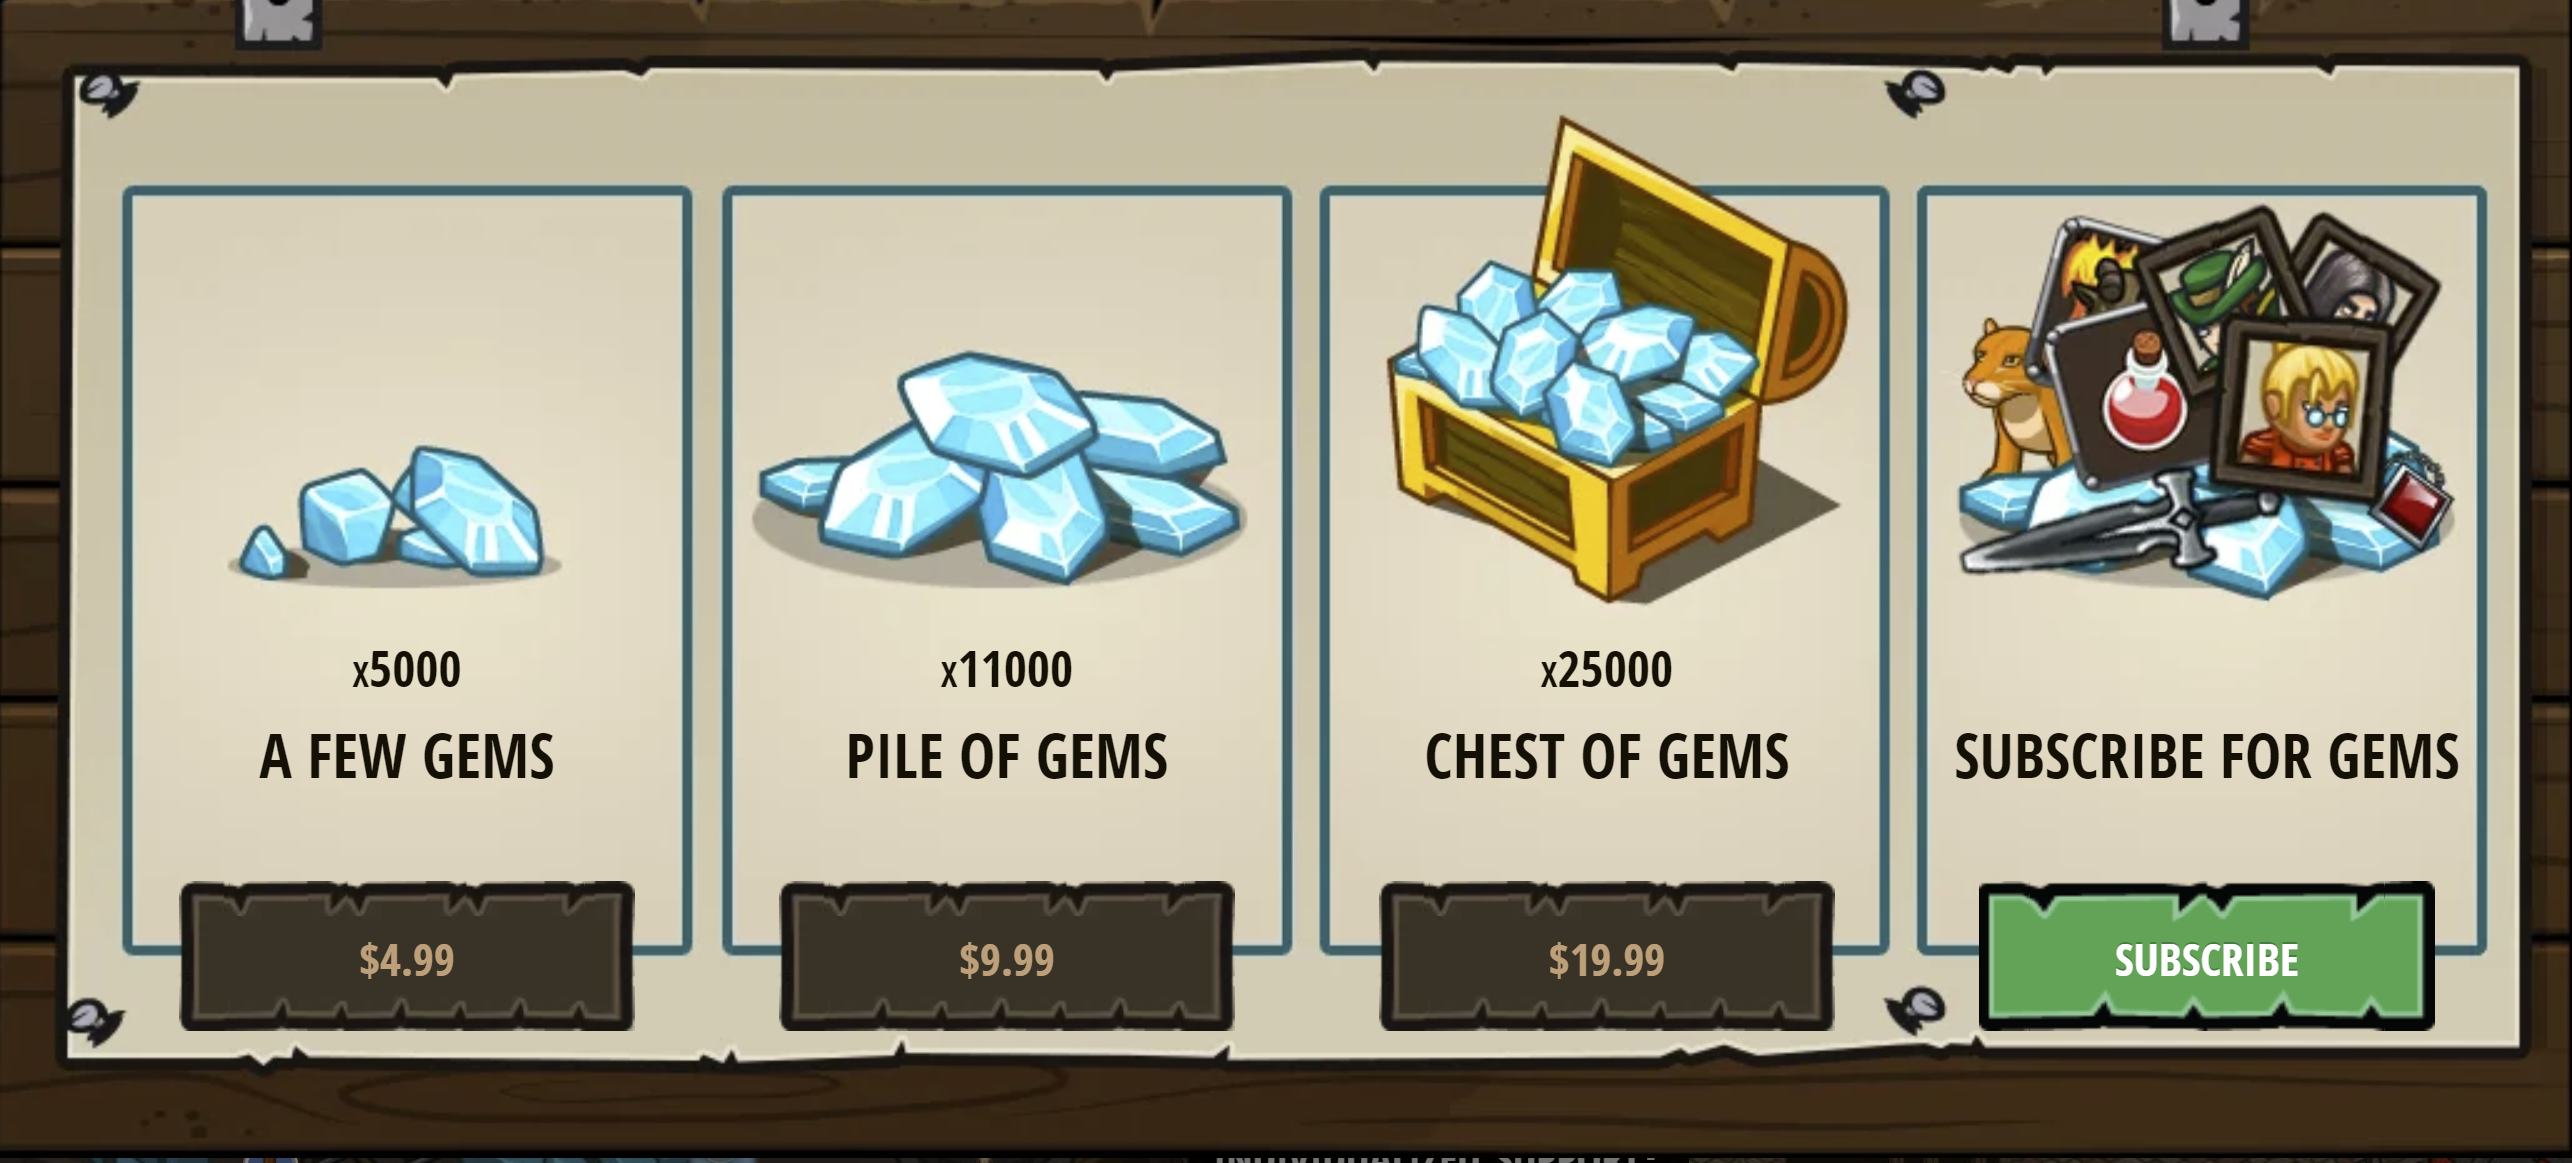 x5000
A FEW GEMS
$4.99
x11000
PILE OF GEMS
$9.99
x25000
CHEST OF GEMS
$19.99
SUBSCRIBE FOR GEMS
SUBSCRIBE